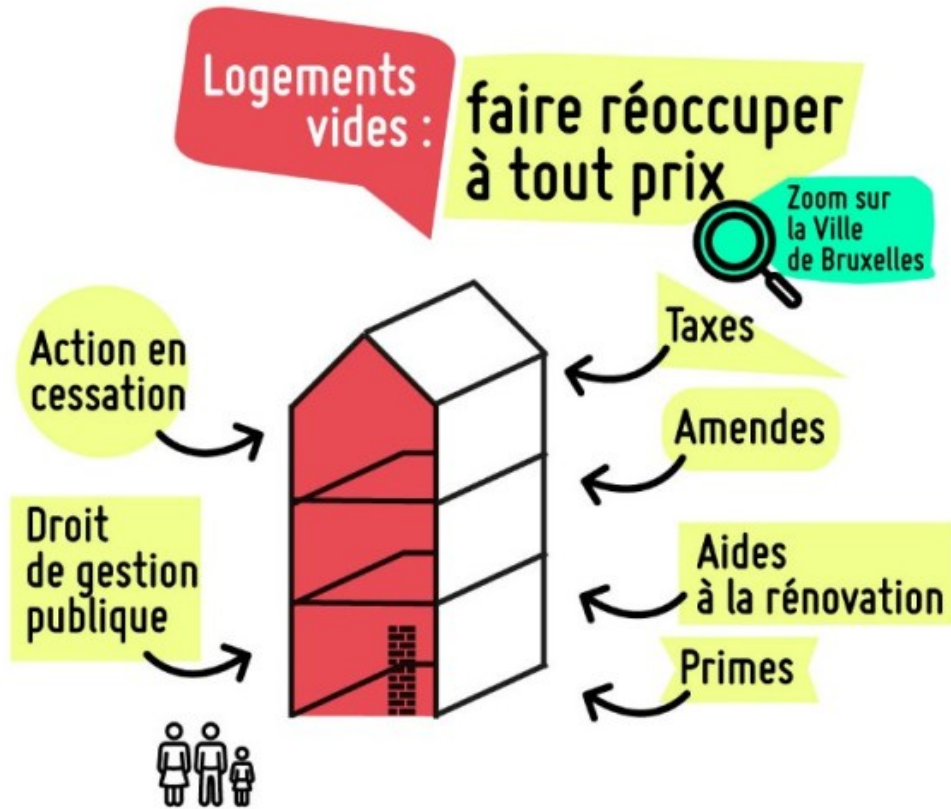 Logements
vides :
faire réoccuper
à tout prix
Zoom sur
la Ville
de Bruxelles
Action en
cessation
Taxes
Amendes
Droit
de gestion
publique
Aides
à la rénovation
Primes